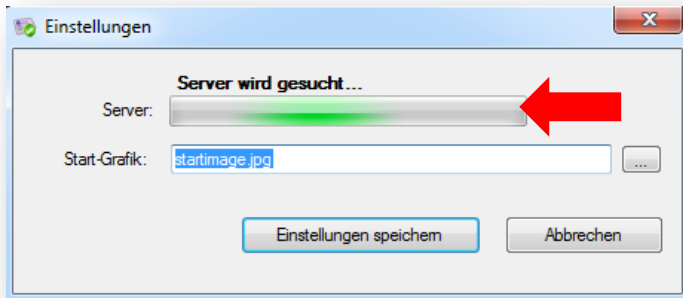 Einstellungen
Server wird gesucht...
Server:
Start-Grafik: startimage.jpg ...
Einstellungen speichern Abbrechen